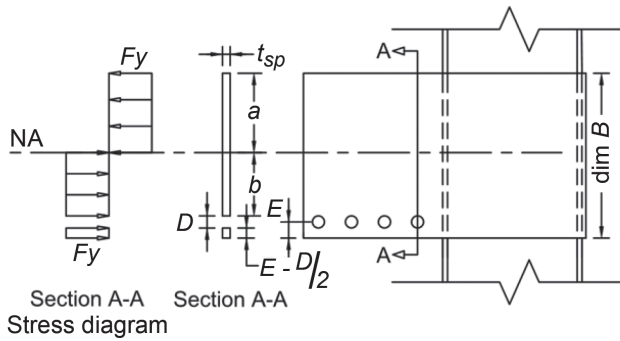 Fy
t_sp
A
a
NA
b
E
dim B
D
Fy
E - D/2
A
Section A-A
Section A-A
Stress diagram